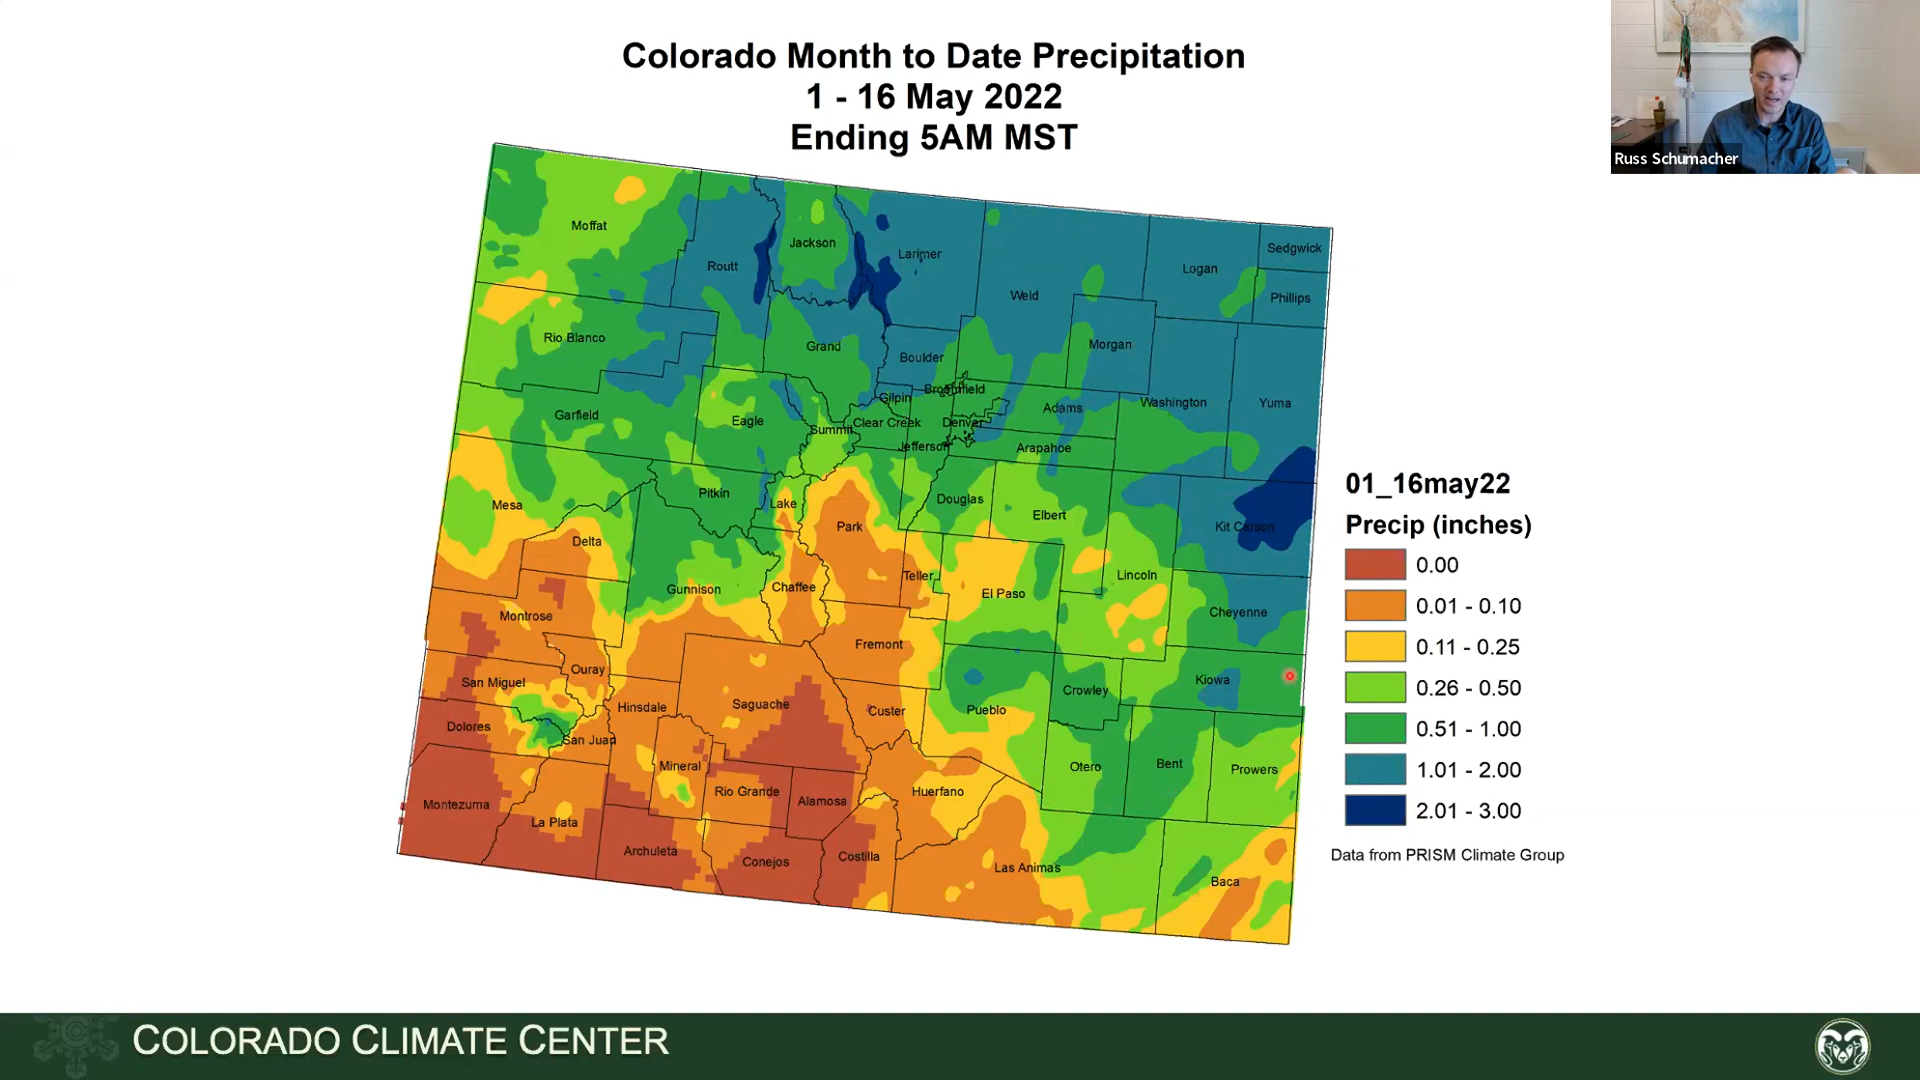 Colorado Month to Date Precipitation
1 - 16 May 2022
Ending 5AM MST
Russ Schumacher
Moffat
Routt
Jackson
Larimer
Weld
Logan
Sedgwick
Phillips
Rio Blanco
Grand
Boulder
Morgan
Broomfield
Gilpin
Garfield
Eagle
Summit
Clear Creek
Denver
Adams
Washington
Yuma
Jefferson
Arapahoe
Mesa
Pitkin
Lake
Park
Douglas
Elbert
Kit Carson
Delta
Gunnison
Chaffee
Teller
El Paso
Lincoln
Cheyenne
Montrose
Ouray
Fremont
San Miguel
Hinsdale
Saguache
Custer
Pueblo
Crowley
Kiowa
Dolores
San Juan
Mineral
Rio Grande
Alamosa
Huerfano
Otero
Bent
Prowers
Montezuma
La Plata
Archuleta
Conejos
Costilla
Las Animas
Baca
01_16may22
Precip (inches)
0.00
0.01 - 0.10
0.11 - 0.25
0.26 - 0.50
0.51 - 1.00
1.01 - 2.00
2.01 - 3.00
Data from PRISM Climate Group
COLORADO CLIMATE CENTER